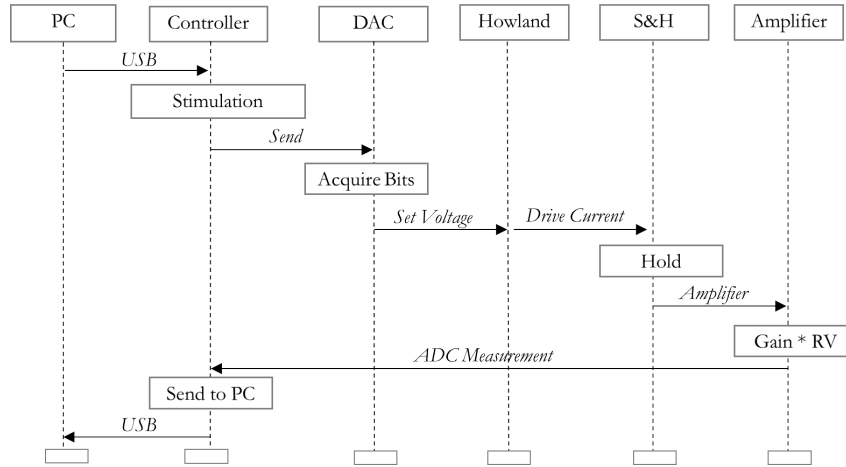 PC
Controller
DAC
Howland
S&H
Amplifier
USB
Stimulation
Send
Acquire Bits
Set Voltage
Drive Current
Hold
Amplifier
Gain * RV
ADC Measurement
Send to PC
USB